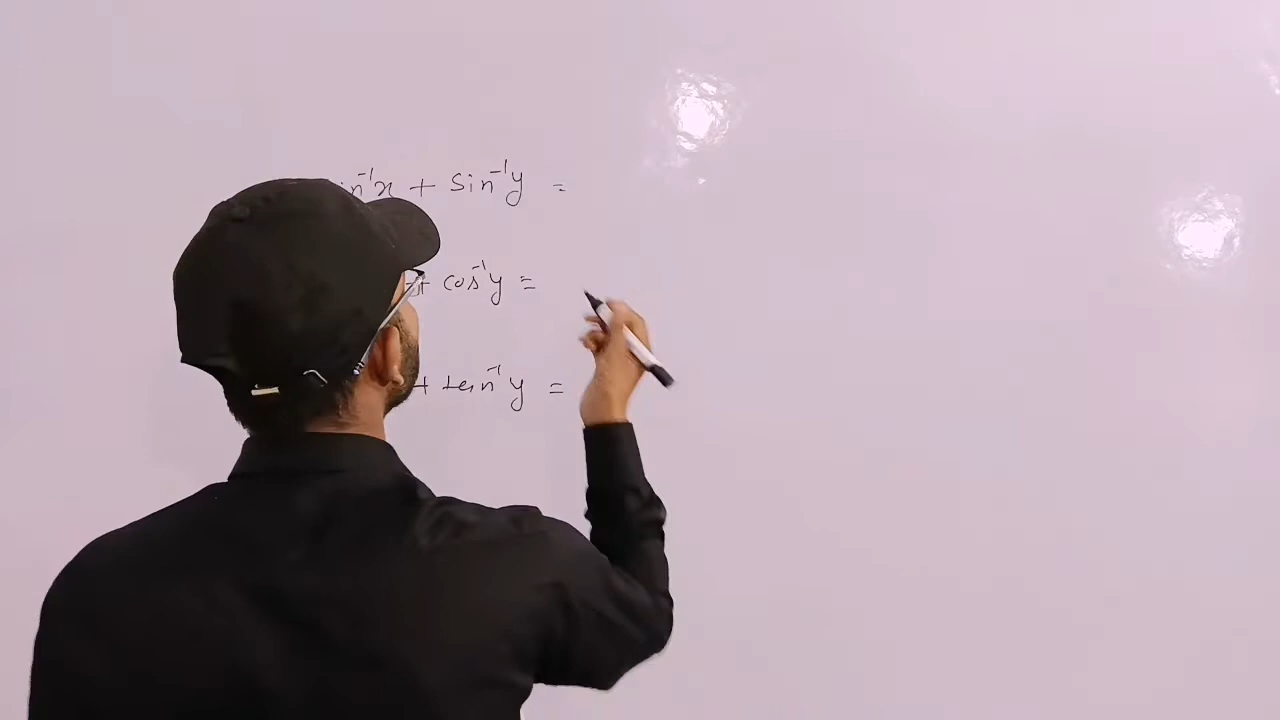 in⁻¹x + Sin⁻¹y =
+ cos⁻¹y =
+ tan⁻¹y =